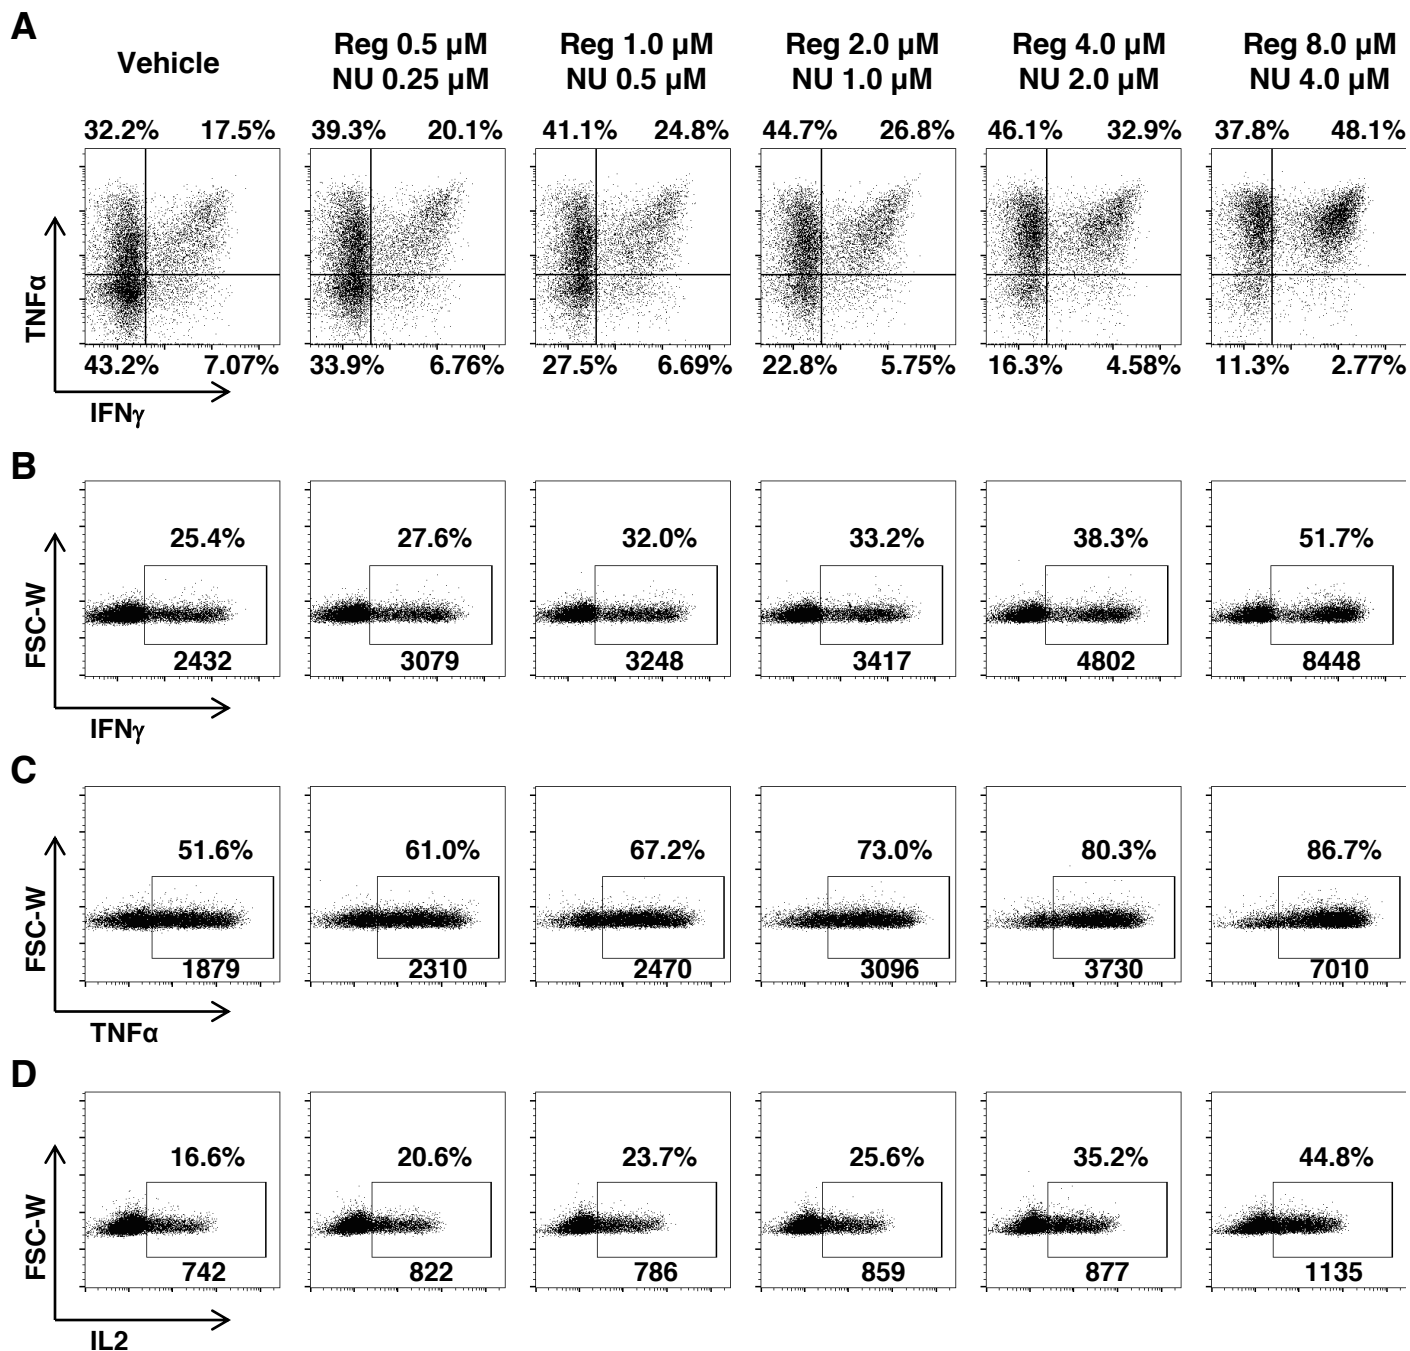 A
Vehicle
Reg 0.5 µM
NU 0.25 µM
Reg 1.0 µM
NU 0.5 µM
Reg 2.0 µM
NU 1.0 µM
Reg 4.0 µM
NU 2.0 µM
Reg 8.0 µM
NU 4.0 µM
32.2% 17.5% 39.3% 20.1% 41.1% 24.8% 44.7% 26.8% 46.1% 32.9% 37.8% 48.1%
TNFα
43.2% 7.07% 33.9% 6.76% 27.5% 6.69% 22.8% 5.75% 16.3% 4.58% 11.3% 2.77%
IFNγ
B
25.4% 27.6% 32.0% 33.2% 38.3% 51.7%
FSC-W
2432 3079 3248 3417 4802 8448
IFNγ
C
51.6% 61.0% 67.2% 73.0% 80.3% 86.7%
FSC-W
1879 2310 2470 3096 3730 7010
TNFα
D
16.6% 20.6% 23.7% 25.6% 35.2% 44.8%
FSC-W
742 822 786 859 877 1135
IL2